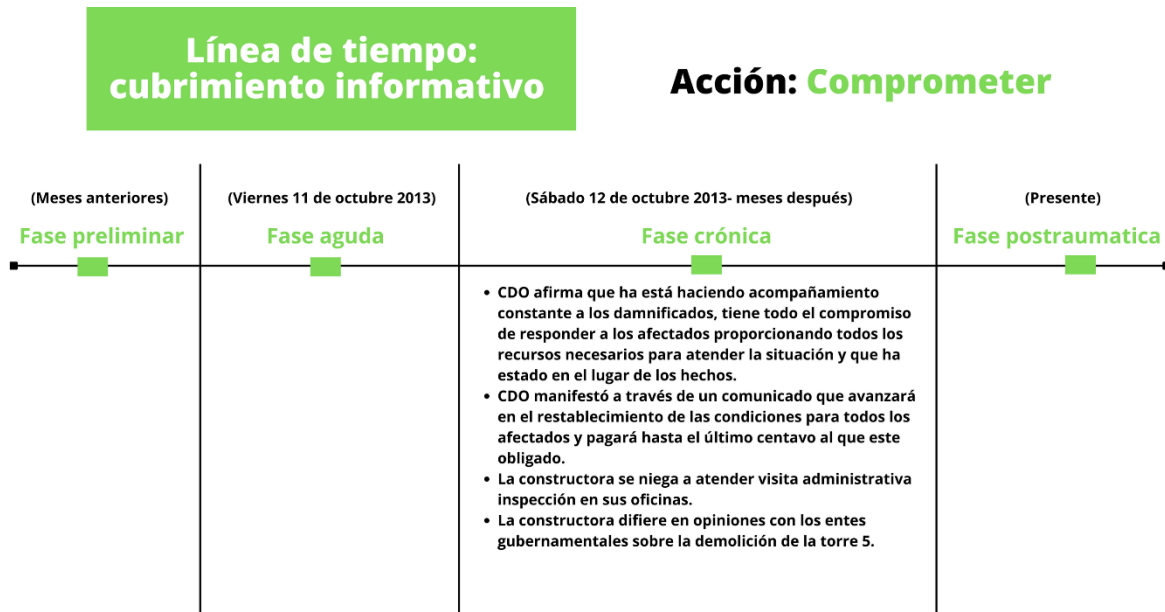 Línea de tiempo:
cubrimiento informativo
Acción: Comprometer
(Meses anteriores)
Fase preliminar
(Viernes 11 de octubre 2013)
Fase aguda
(Sábado 12 de octubre 2013- meses después)
Fase crónica
(Presente)
Fase postraumatica
• CDO afirma que ha está haciendo acompañamiento
constante a los damnificados, tiene todo el compromiso
de responder a los afectados proporcionando todos los
recursos necesarios para atender la situación y que ha
estado en el lugar de los hechos.
• CDO manifestó a través de un comunicado que avanzará
en el restablecimiento de las condiciones para todos los
afectados y pagará hasta el último centavo al que este
obligado.
• La constructora se niega a atender visita administrativa
inspección en sus oficinas.
• La constructora difiere en opiniones con los entes
gubernamentales sobre la demolición de la torre 5.